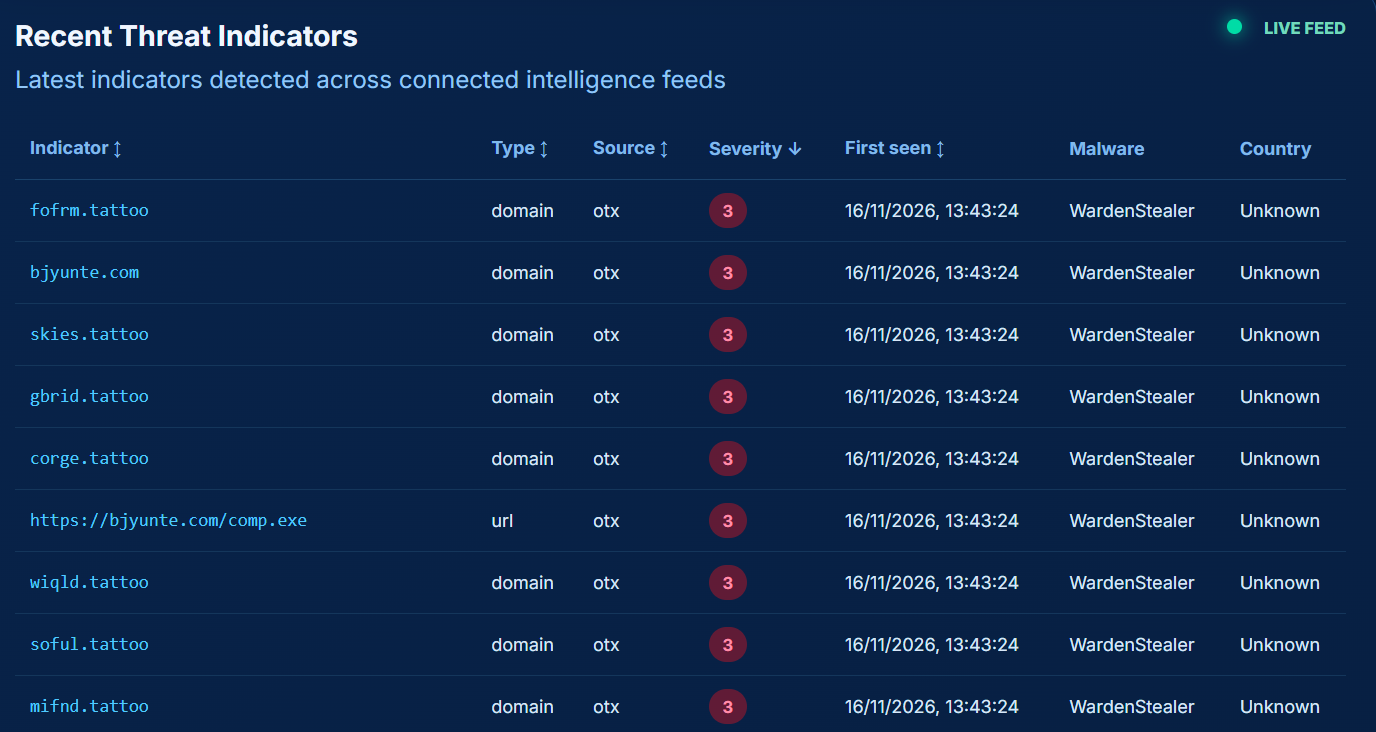 Recent Threat Indicators
LIVE FEED
Latest indicators detected across connected intelligence feeds
Indicator ↕ Type ↕ Source ↕ Severity ↓ First seen ↕ Malware Country
fofrm.tattoo domain otx 3 16/11/2026, 13:43:24 WardenStealer Unknown
bjyunte.com domain otx 3 16/11/2026, 13:43:24 WardenStealer Unknown
skies.tattoo domain otx 3 16/11/2026, 13:43:24 WardenStealer Unknown
gbrid.tattoo domain otx 3 16/11/2026, 13:43:24 WardenStealer Unknown
corge.tattoo domain otx 3 16/11/2026, 13:43:24 WardenStealer Unknown
https://bjyunte.com/comp.exe url otx 3 16/11/2026, 13:43:24 WardenStealer Unknown
wiqld.tattoo domain otx 3 16/11/2026, 13:43:24 WardenStealer Unknown
soful.tattoo domain otx 3 16/11/2026, 13:43:24 WardenStealer Unknown
mifnd.tattoo domain otx 3 16/11/2026, 13:43:24 WardenStealer Unknown